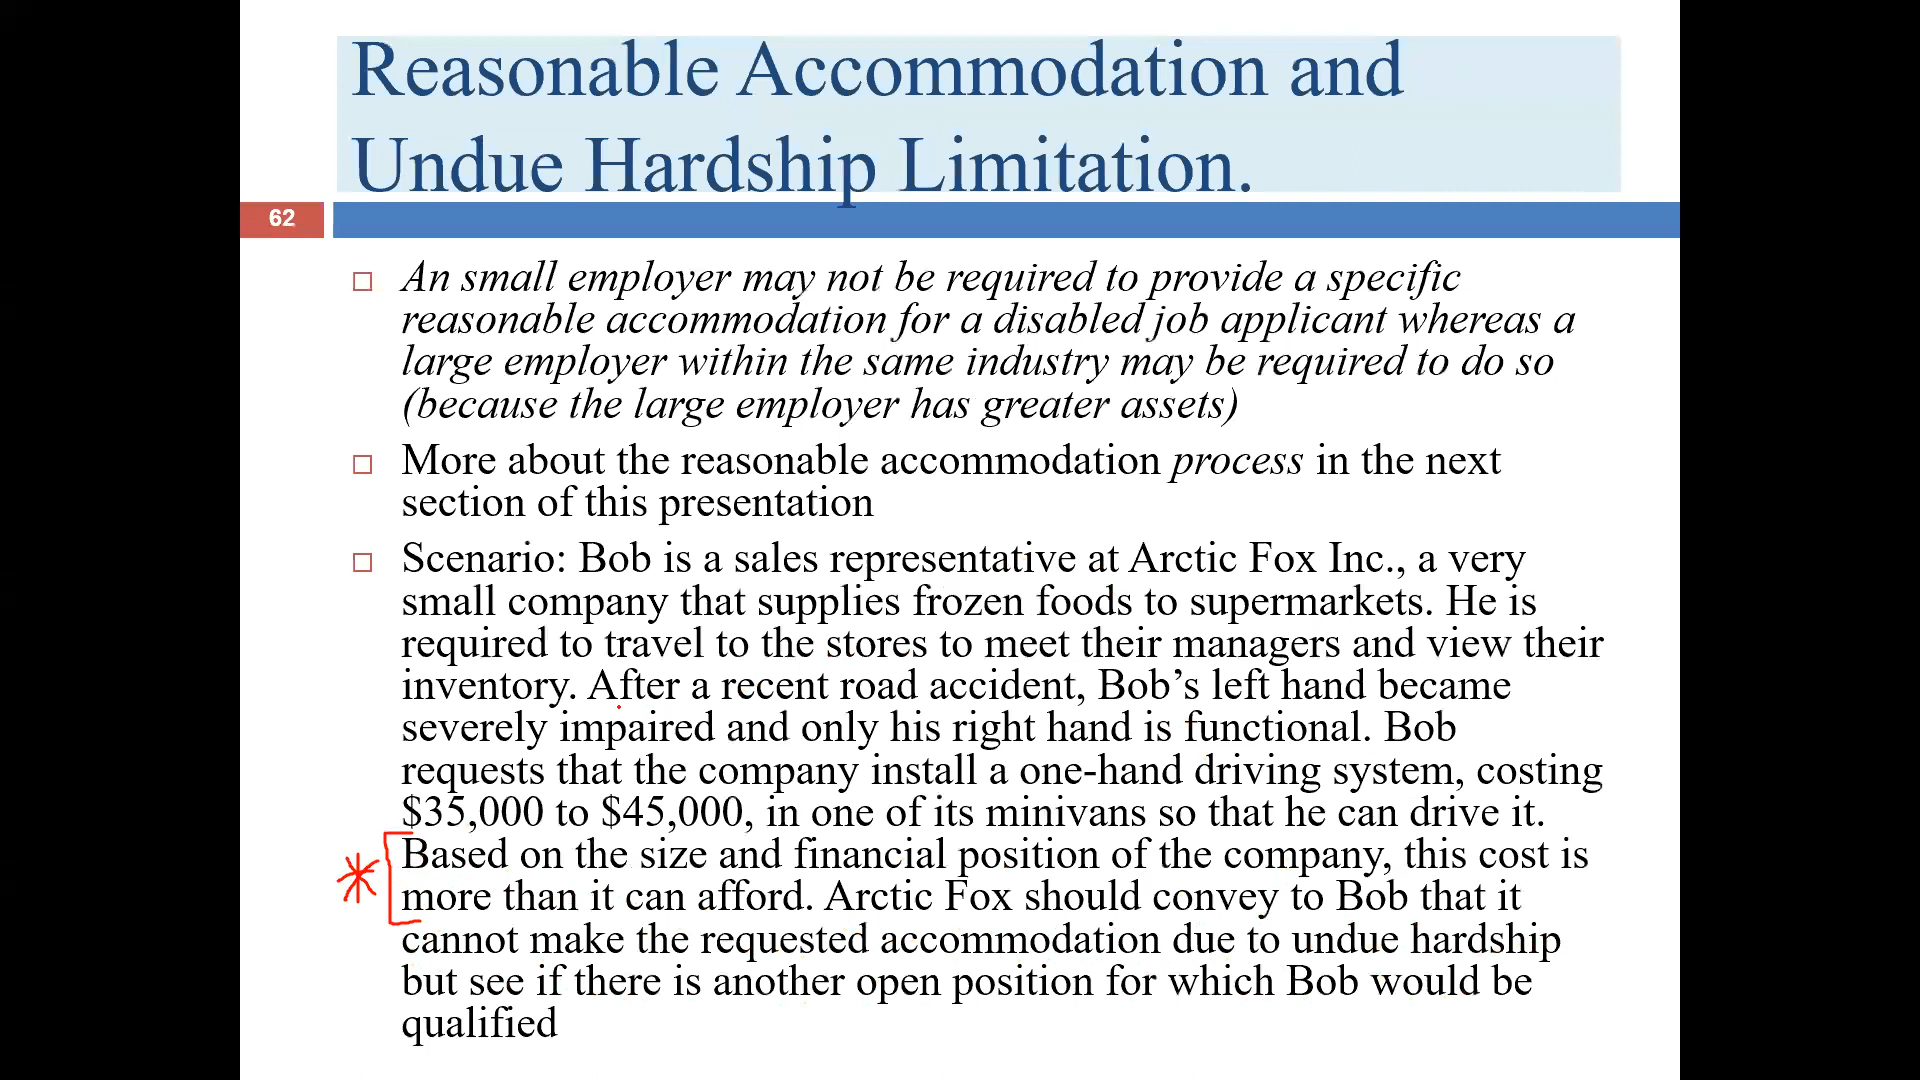 Reasonable Accommodation and
Undue Hardship Limitation.
62
An small employer may not be required to provide a specific
reasonable accommodation for a disabled job applicant whereas a
large employer within the same industry may be required to do so
(because the large employer has greater assets)
More about the reasonable accommodation process in the next
section of this presentation
Scenario: Bob is a sales representative at Arctic Fox Inc., a very
small company that supplies frozen foods to supermarkets. He is
required to travel to the stores to meet their managers and view their
inventory. After a recent road accident, Bob’s left hand became
severely impaired and only his right hand is functional. Bob
requests that the company install a one-hand driving system, costing
$35,000 to $45,000, in one of its minivans so that he can drive it.
Based on the size and financial position of the company, this cost is
more than it can afford. Arctic Fox should convey to Bob that it
cannot make the requested accommodation due to undue hardship
but see if there is another open position for which Bob would be
qualified